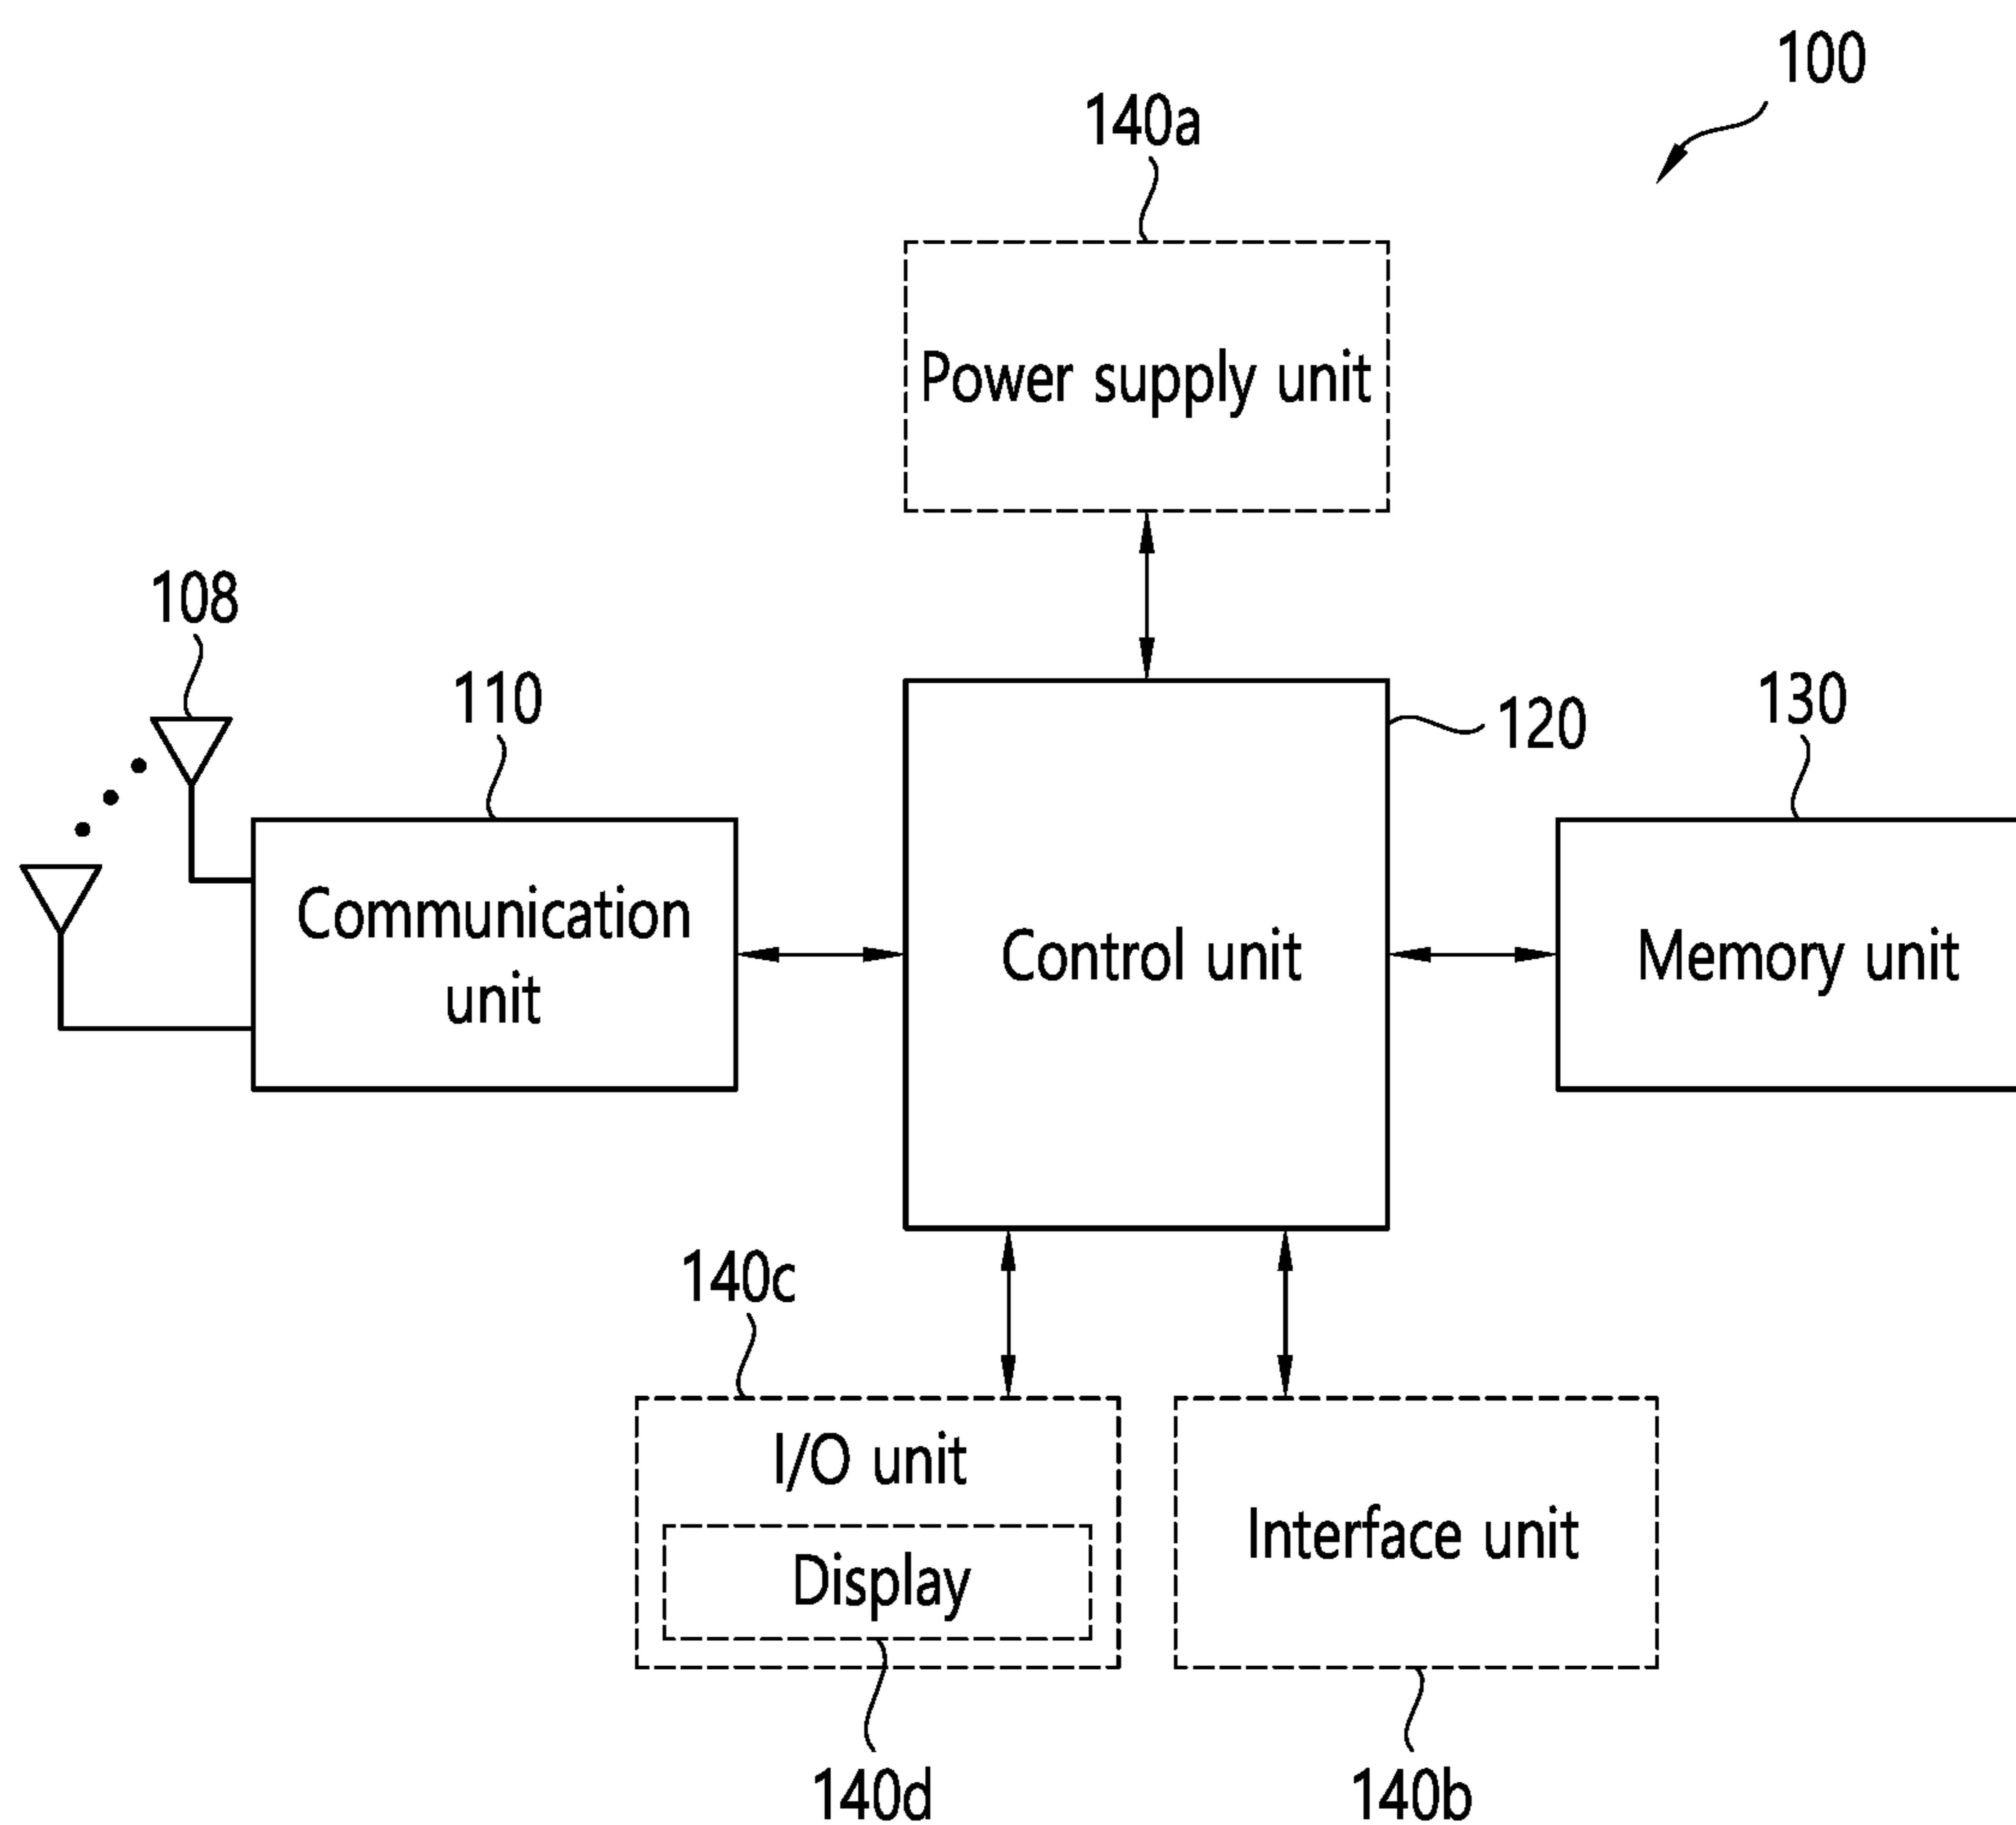 100
140a
Power supply unit
108
110
120
130
Communication
unit
Control unit
Memory unit
140c
I/O unit
Display
Interface unit
140d
140b